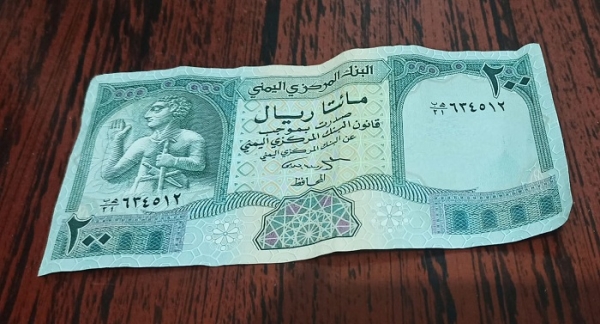 البنك المركزي اليمني
٢٠٠
مائتا ريال
صدرت بموجب
قانون البنك المركزي اليمني
عن البنك المركزي اليمني
المحافظ
٦٣٤٥١٢
٦٣٤٥١٢
٢٠٠